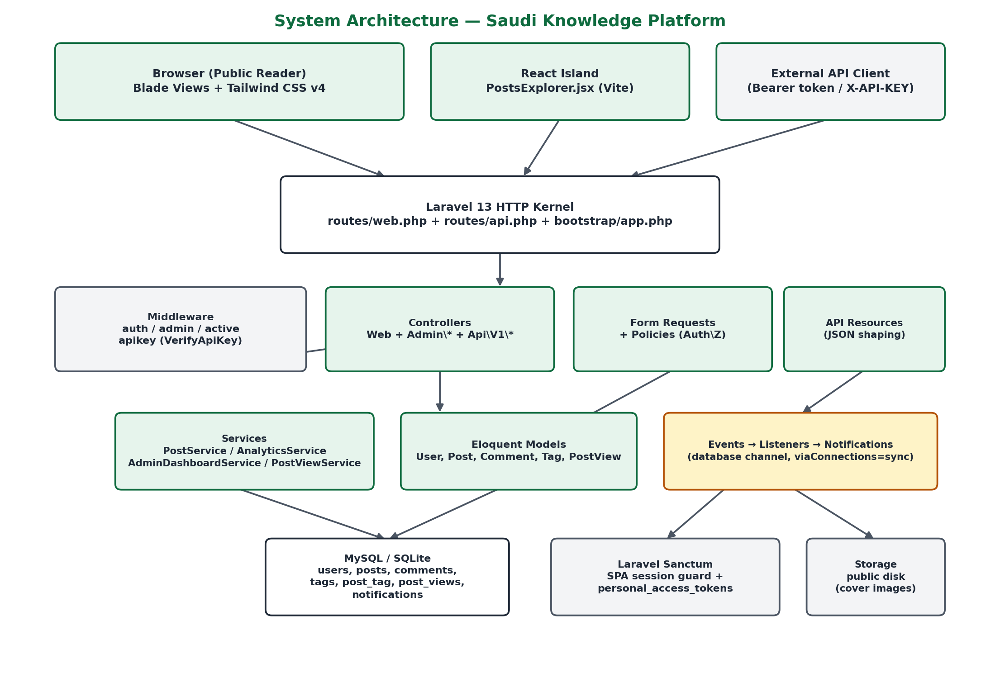 System Architecture — Saudi Knowledge Platform
Browser (Public Reader)
Blade Views + Tailwind CSS v4
React Island
PostsExplorer.jsx (Vite)
External API Client
(Bearer token / X-API-KEY)
Laravel 13 HTTP Kernel
routes/web.php + routes/api.php + bootstrap/app.php
Middleware
auth / admin / active
apikey (VerifyApiKey)
Controllers
Web + Admin\* + Api\V1\*
Form Requests
+ Policies (Auth\Z)
API Resources
(JSON shaping)
Services
PostService / AnalyticsService
AdminDashboardService / PostViewService
Eloquent Models
User, Post, Comment, Tag, PostView
Events → Listeners → Notifications
(database channel, viaConnections=sync)
MySQL / SQLite
users, posts, comments,
tags, post_tag, post_views,
notifications
Laravel Sanctum
SPA session guard +
personal_access_tokens
Storage
public disk
(cover images)